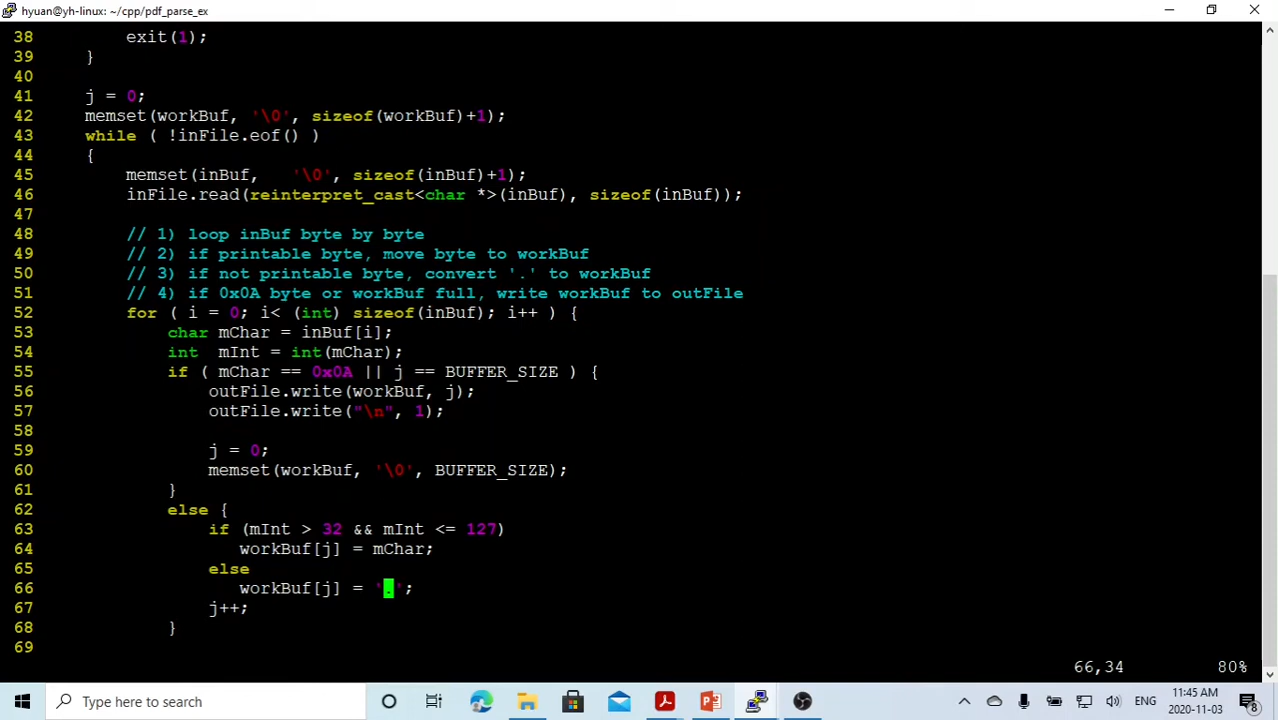 hyuan@yh-linux: ~/cpp/pdf_parse_ex
38 exit(1);
39 }
40
41 j = 0;
42 memset(workBuf, '\0', sizeof(workBuf)+1);
43 while ( !inFile.eof() )
44 {
45 memset(inBuf, '\0', sizeof(inBuf)+1);
46 inFile.read(reinterpret_cast<char *>(inBuf), sizeof(inBuf));
47
48 // 1) loop inBuf byte by byte
49 // 2) if printable byte, move byte to workBuf
50 // 3) if not printable byte, convert '.' to workBuf
51 // 4) if 0x0A byte or workBuf full, write workBuf to outFile
52 for ( i = 0; i< (int) sizeof(inBuf); i++ ) {
53 char mChar = inBuf[i];
54 int mInt = int(mChar);
55 if ( mChar == 0x0A || j == BUFFER_SIZE ) {
56 outFile.write(workBuf, j);
57 outFile.write("\n", 1);
58
59 j = 0;
60 memset(workBuf, '\0', BUFFER_SIZE);
61 }
62 else {
63 if (mInt > 32 && mInt <= 127)
64 workBuf[j] = mChar;
65 else
66 workBuf[j] = '.';
67 j++;
68 }
69
66,34 80%
Type here to search
ENG
11:45 AM
2020-11-03
8